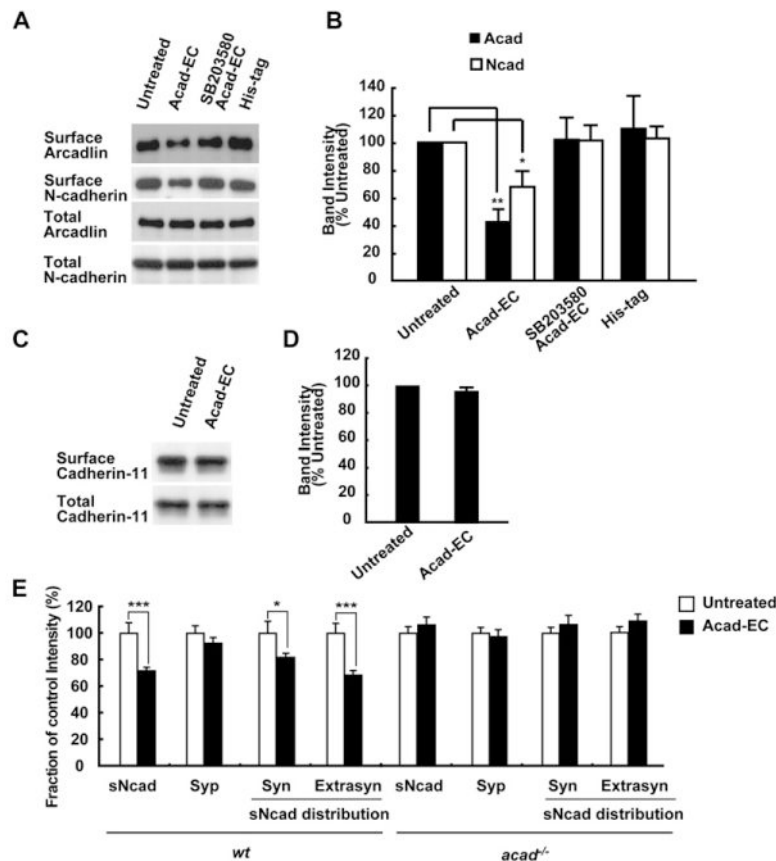 A
Untreated
Acad-EC
SB203580
Acad-EC
His-tag
Surface
Arcadlin
Surface
N-cadherin
Total
Arcadlin
Total
N-cadherin
B
Acad
Ncad
Band Intensity
(% Untreated)
140
120
100
80
60
40
20
0
**
*
Untreated
Acad-EC
SB203580
Acad-EC
His-tag
C
Untreated
Acad-EC
Surface
Cadherin-11
Total
Cadherin-11
D
Band Intensity
(% Untreated)
120
100
80
60
40
20
0
Untreated
Acad-EC
E
Untreated
Acad-EC
Fraction of control Intensity (%)
120
100
80
60
40
20
0
***
*
***
sNcad Syp Syn Extrasyn sNcad Syp Syn Extrasyn
sNcad distribution sNcad distribution
wt acad-/-